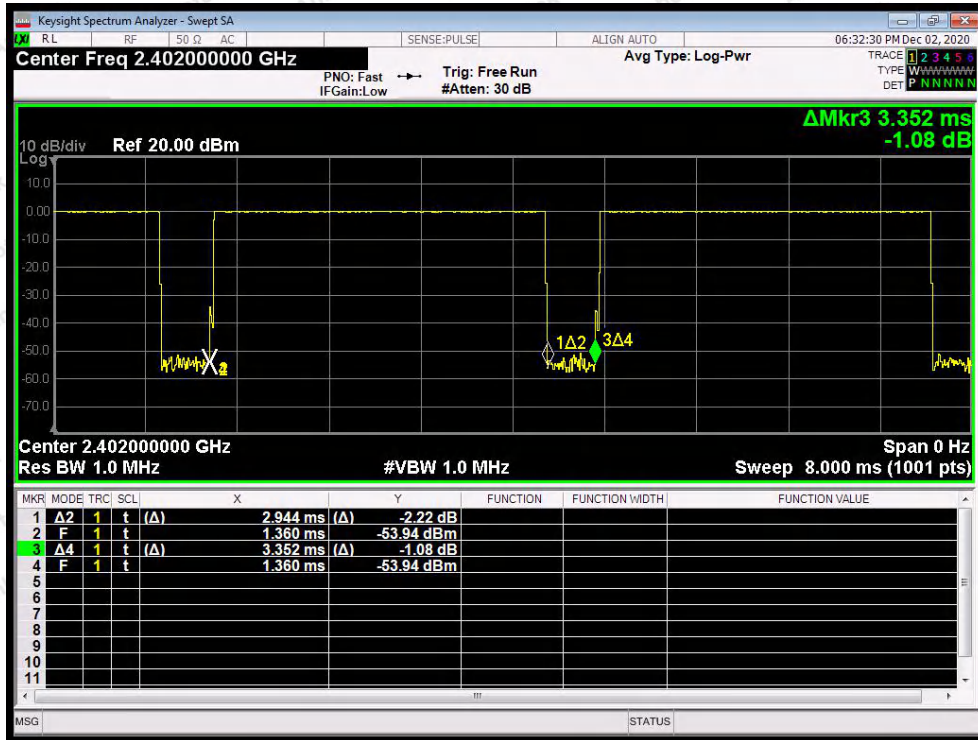 Keysight Spectrum Analyzer - Swept SA
LXI RL RF 50 Ω AC SENSE:PULSE ALIGN AUTO 06:32:30 PM Dec 02, 2020
Center Freq 2.402000000 GHz
PNO: Fast
IFGain:Low
Trig: Free Run
#Atten: 30 dB
Avg Type: Log-Pwr
TRACE 1 2 3 4 5 6
TYPE WWWWWWW
DET P N N N N N
ΔMkr3 3.352 ms
-1.08 dB
10 dB/div Ref 20.00 dBm
Log
10.0
0.00
-10.0
-20.0
-30.0
-40.0
-50.0
-60.0
-70.0
1Δ2
3Δ4
Center 2.402000000 GHz Span 0 Hz
Res BW 1.0 MHz #VBW 1.0 MHz Sweep 8.000 ms (1001 pts)
MKR MODE TRC SCL X Y FUNCTION FUNCTION WIDTH FUNCTION VALUE
1 Δ2 1 t (Δ) 2.944 ms (Δ) -2.22 dB
2 F 1 t 1.360 ms -53.94 dBm
3 Δ4 1 t (Δ) 3.352 ms (Δ) -1.08 dB
4 F 1 t 1.360 ms -53.94 dBm
5
6
7
8
9
10
11
MSG STATUS